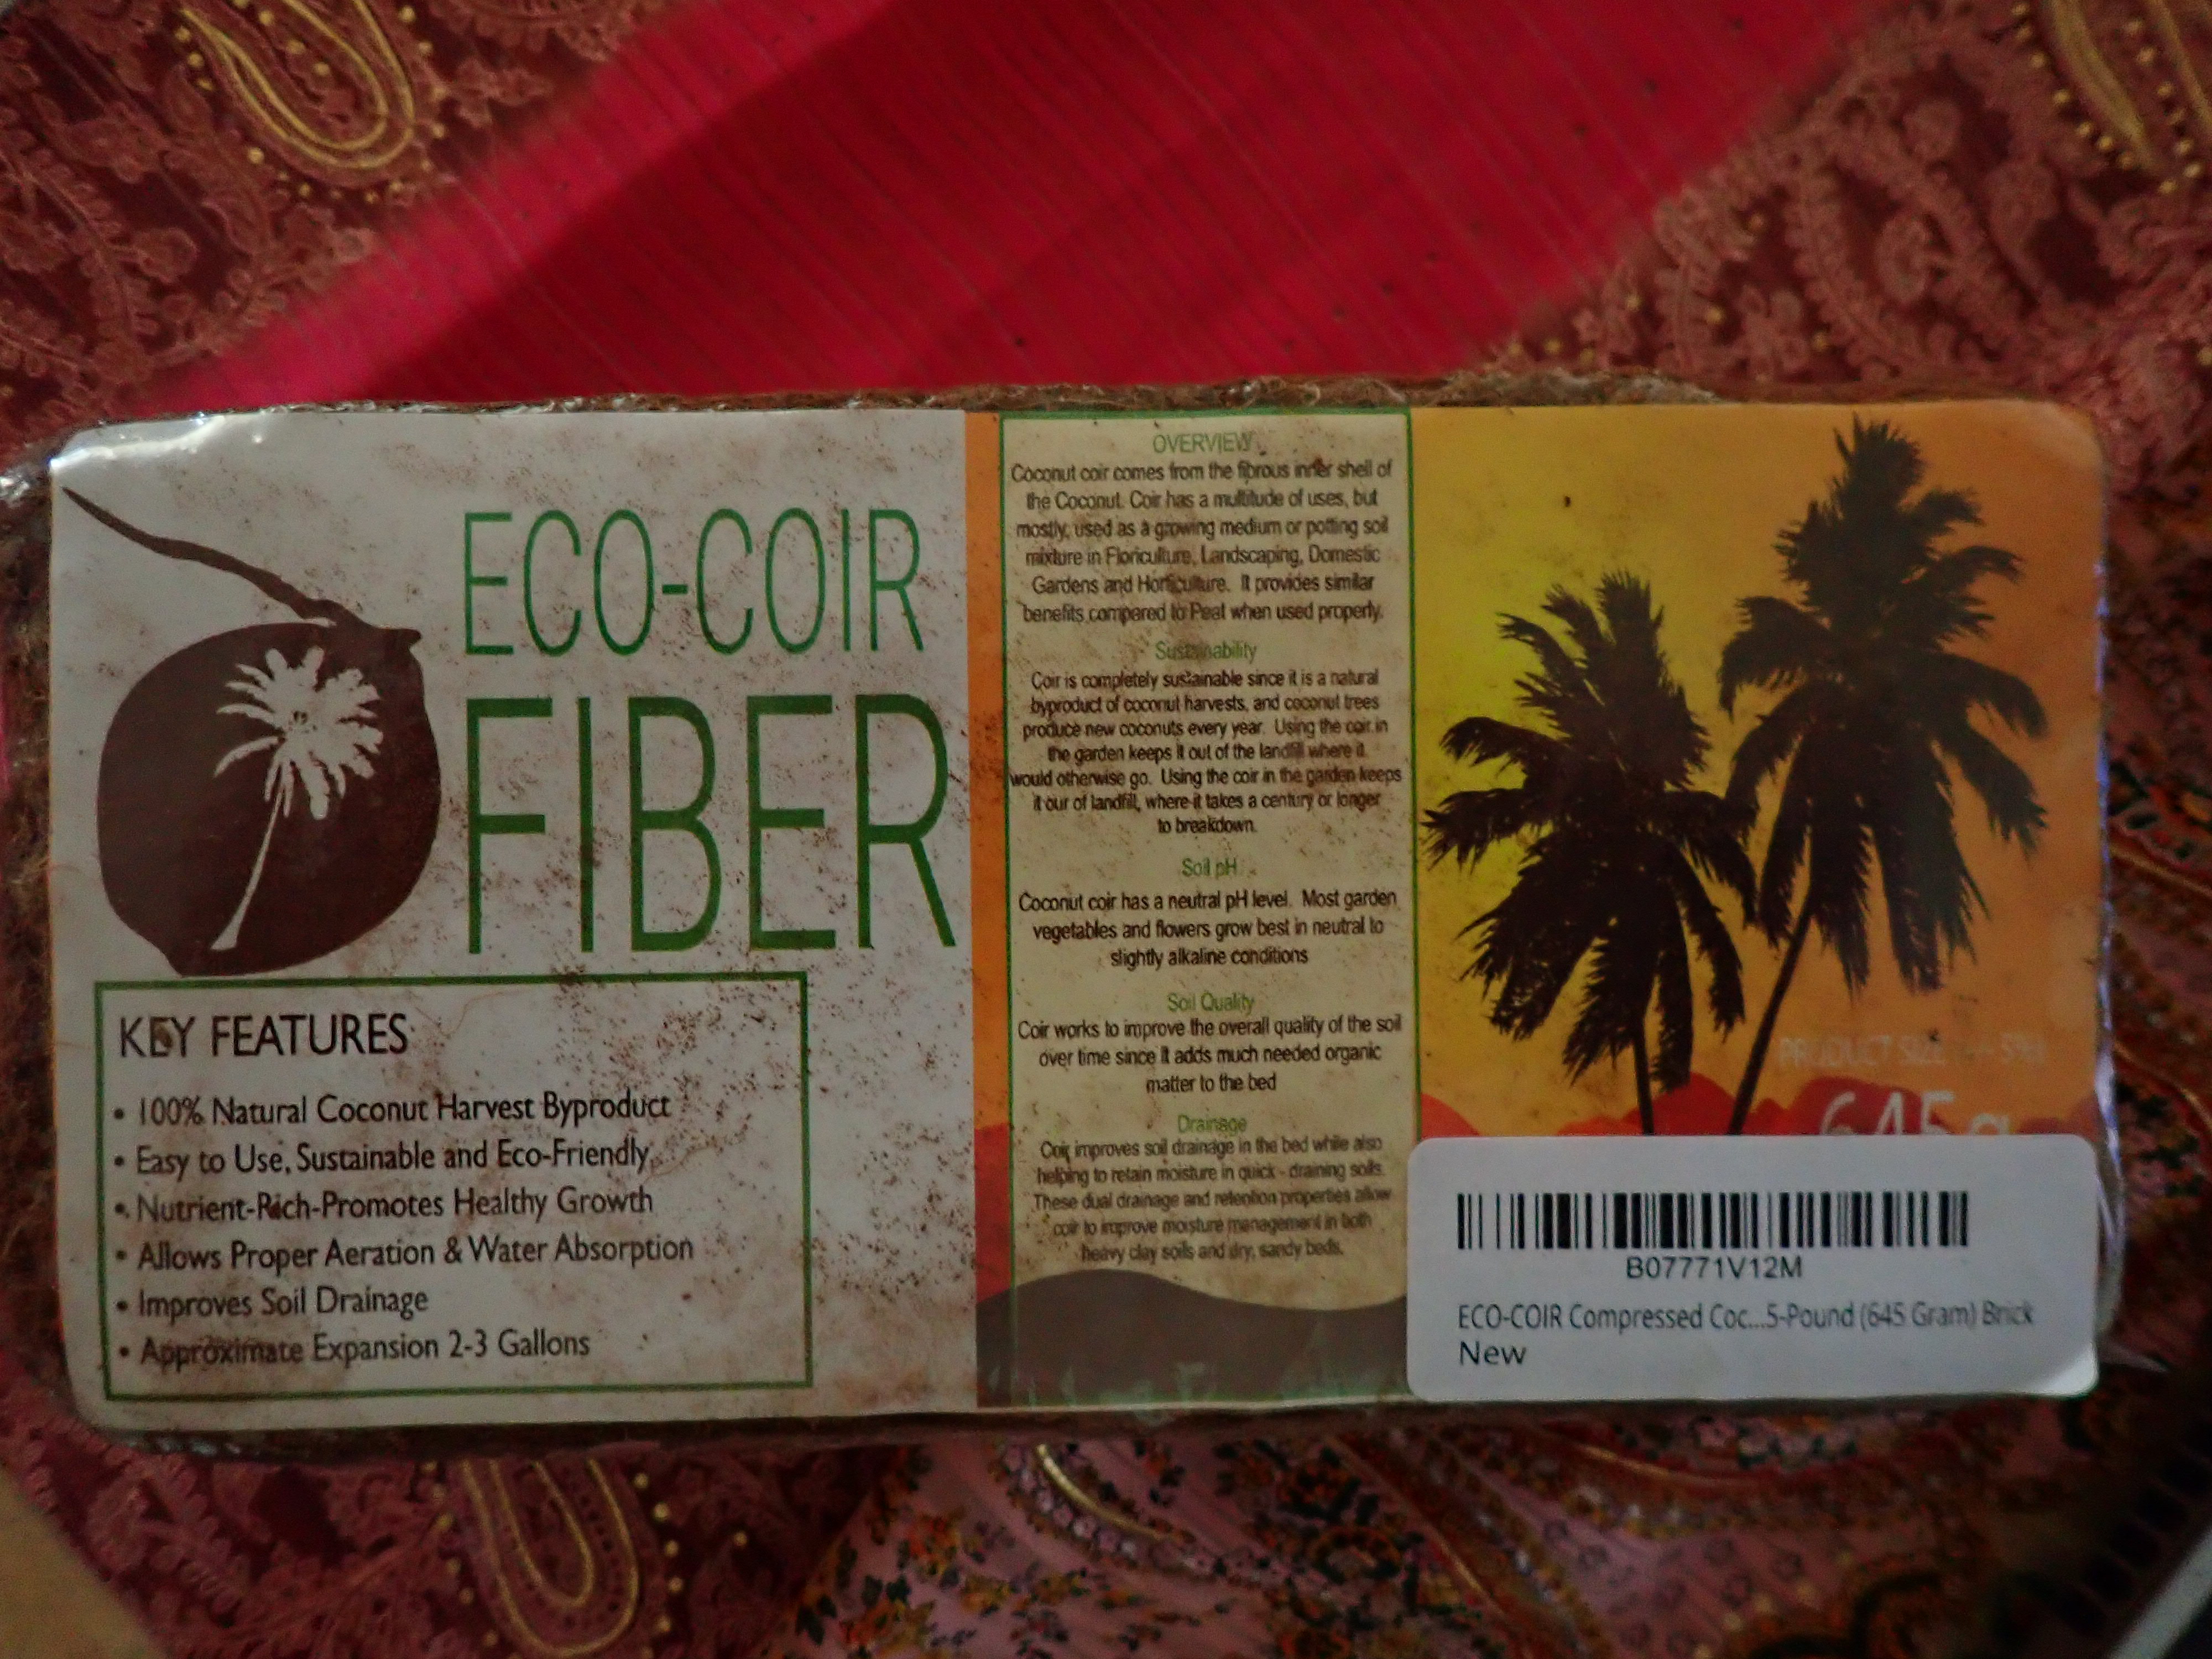 ECO-COIR
FIBER
KEY FEATURES
• 100% Natural Coconut Harvest Byproduct
• Easy to Use, Sustainable and Eco-Friendly
• Nutrient-Rich-Promotes Healthy Growth
• Allows Proper Aeration & Water Absorption
• Improves Soil Drainage
• Approximate Expansion 2-3 Gallons
OVERVIEW
Coconut coir comes from the fibrous inner shell of
the Coconut. Coir has a multitude of uses, but
mostly, used as a growing medium or potting soil
mixture in Floriculture, Landscaping, Domestic
Gardens and Horticulture. It provides similar
benefits compared to Peat when used properly.
Sustainability
Coir is completely sustainable since it is a natural
byproduct of coconut harvests, and coconut trees
produce new coconuts every year. Using the coir in
the garden keeps it out of the landfill where it
would otherwise go. Using the coir in the garden keeps
it our of landfill, where it takes a century or longer
to breakdown.
Soil pH
Coconut coir has a neutral pH level. Most garden
vegetables and flowers grow best in neutral to
slightly alkaline conditions
Soil Quality
Coir works to improve the overall quality of the soil
over time since it adds much needed organic
matter to the bed
Drainage
Coir improves soil drainage in the bed while also
helping to retain moisture in quick - draining soils.
These dual drainage and retention properties allow
coir to improve moisture management in both
heavy clay soils and dry, sandy beds.
PRODUCT
645g
B07771V12M
ECO-COIR Compressed Coc...5-Pound (645 Gram) Brick
New